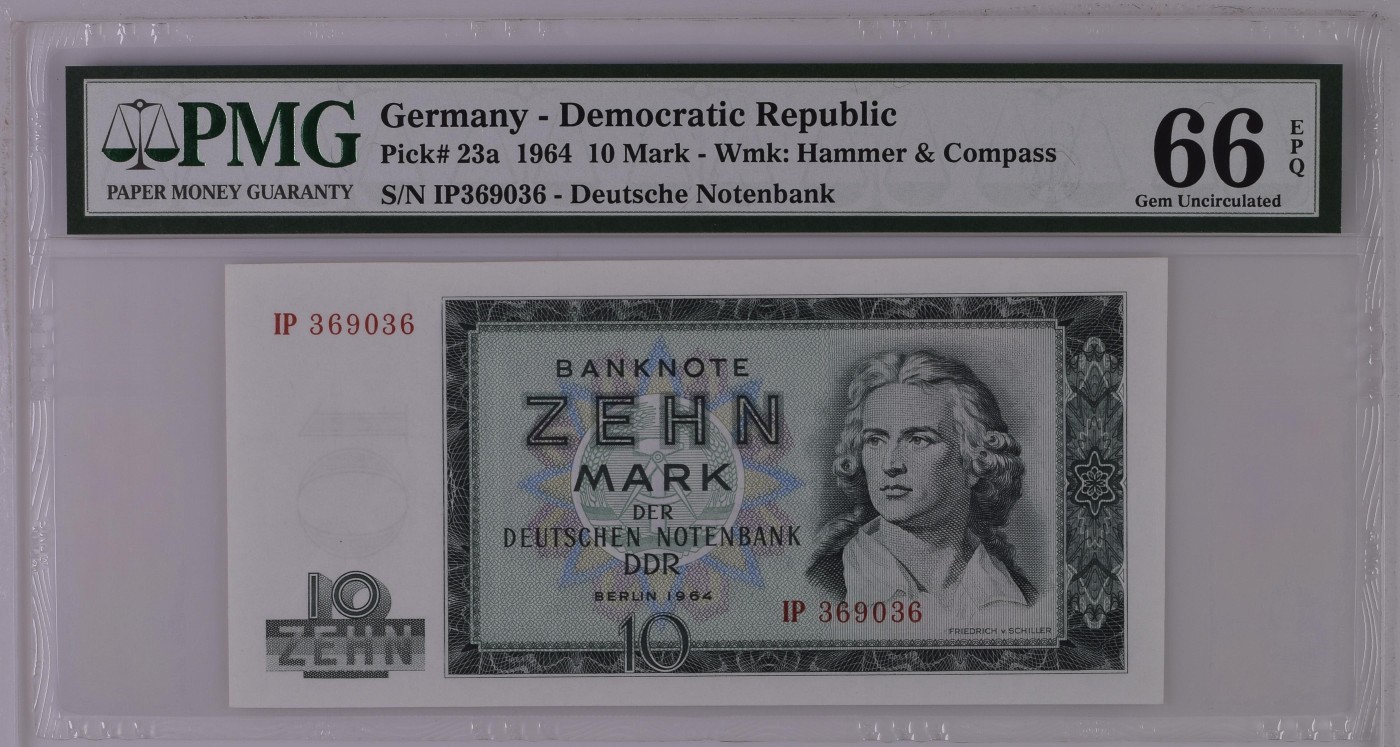 PMG
PAPER MONEY GUARANTY
Germany - Democratic Republic
Pick# 23a 1964 10 Mark - Wmk: Hammer & Compass
S/N IP369036 - Deutsche Notenbank
66
EPQ
Gem Uncirculated
IP 369036
BANKNOTE
ZEHN
MARK
DER
DEUTSCHEN NOTENBANK
DDR
BERLIN 1964
10
IP 369036
FRIEDRICH v. SCHILLER
10
ZEHN
10